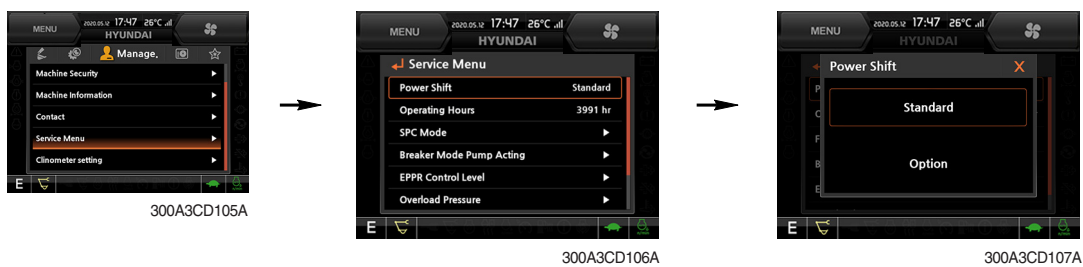 MENU
2020.05.12 17:47 26°C
HYUNDAI
Manage.
Machine Security
Machine Information
Contact
Service Menu
Clinometer setting
E
300A3CD105A
MENU
2020.05.12 17:47 26°C
HYUNDAI
Service Menu
Power Shift Standard
Operating Hours 3991 hr
SPC Mode
Breaker Mode Pump Acting
EPPR Control Level
Overload Pressure
E
300A3CD106A
MENU
2020.05.12 17:47 26°C
HYUNDAI
Power Shift X
Standard
Option
E
300A3CD107A